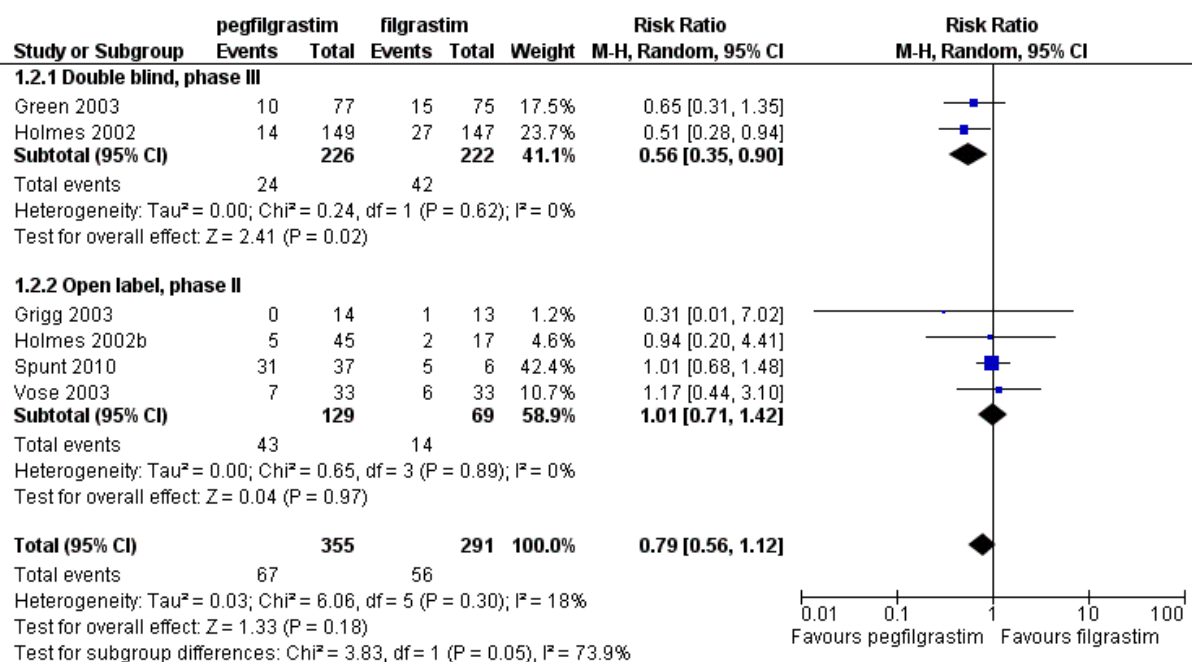 pegfilgrastim filgrastim Risk Ratio Risk Ratio
Study or Subgroup Events Total Events Total Weight M-H, Random, 95% CI M-H, Random, 95% CI
1.2.1 Double blind, phase III
Green 2003 10 77 15 75 17.5% 0.65 [0.31, 1.35]
Holmes 2002 14 149 27 147 23.7% 0.51 [0.28, 0.94]
Subtotal (95% CI) 226 222 41.1% 0.56 [0.35, 0.90]
Total events 24 42
Heterogeneity: Tau² = 0.00; Chi² = 0.24, df = 1 (P = 0.62); I² = 0%
Test for overall effect: Z = 2.41 (P = 0.02)
1.2.2 Open label, phase II
Grigg 2003 0 14 1 13 1.2% 0.31 [0.01, 7.02]
Holmes 2002b 5 45 2 17 4.6% 0.94 [0.20, 4.41]
Spunt 2010 31 37 5 6 42.4% 1.01 [0.68, 1.48]
Vose 2003 7 33 6 33 10.7% 1.17 [0.44, 3.10]
Subtotal (95% CI) 129 69 58.9% 1.01 [0.71, 1.42]
Total events 43 14
Heterogeneity: Tau² = 0.00; Chi² = 0.65, df = 3 (P = 0.89); I² = 0%
Test for overall effect: Z = 0.04 (P = 0.97)
Total (95% CI) 355 291 100.0% 0.79 [0.56, 1.12]
Total events 67 56
Heterogeneity: Tau² = 0.03; Chi² = 6.06, df = 5 (P = 0.30); I² = 18%
Test for overall effect: Z = 1.33 (P = 0.18)
Test for subgroup differences: Chi² = 3.83, df = 1 (P = 0.05), I² = 73.9%
0.01 0.1 1 10 100
Favours pegfilgrastim Favours filgrastim